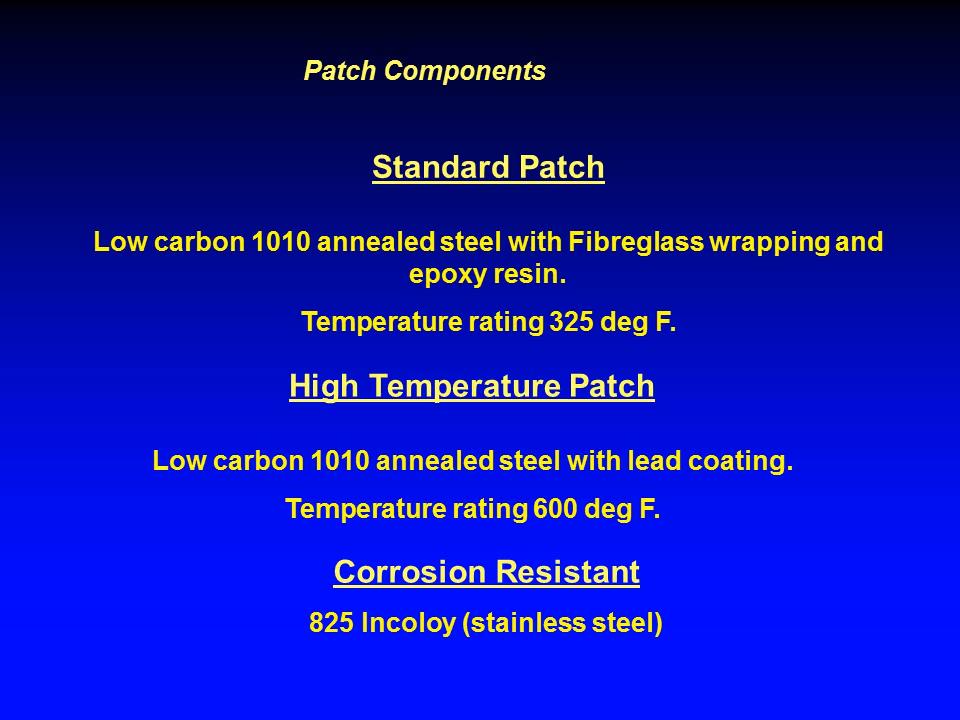 Patch Components
Standard Patch
Low carbon 1010 annealed steel with Fibreglass wrapping and
epoxy resin.
Temperature rating 325 deg F.
High Temperature Patch
Low carbon 1010 annealed steel with lead coating.
Temperature rating 600 deg F.
Corrosion Resistant
825 Incoloy (stainless steel)